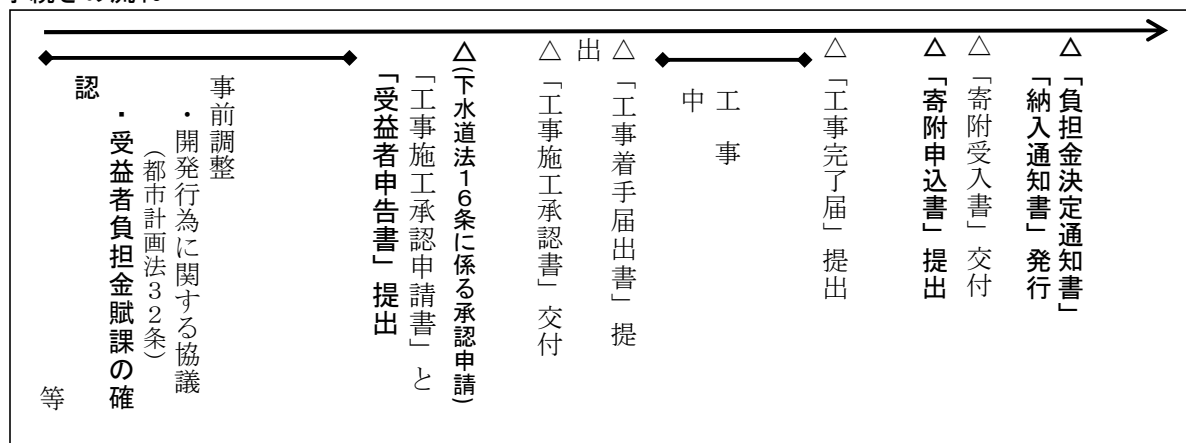 事前調整
・開発行為に関する協議
（都市計画法３２条）
・受益者負担金賦課の確
認
等
△(下水道法１６条に係る承認申請)
「工事施工承認申請書」と
「受益者申告書」提出
△「工事施工承認書」交付
△「工事着手届出書」提
出
工　事
中
△「工事完了届」提出
△「寄附申込書」提出
△「寄附受入書」交付
△「負担金決定通知書」
「納入通知書」発行